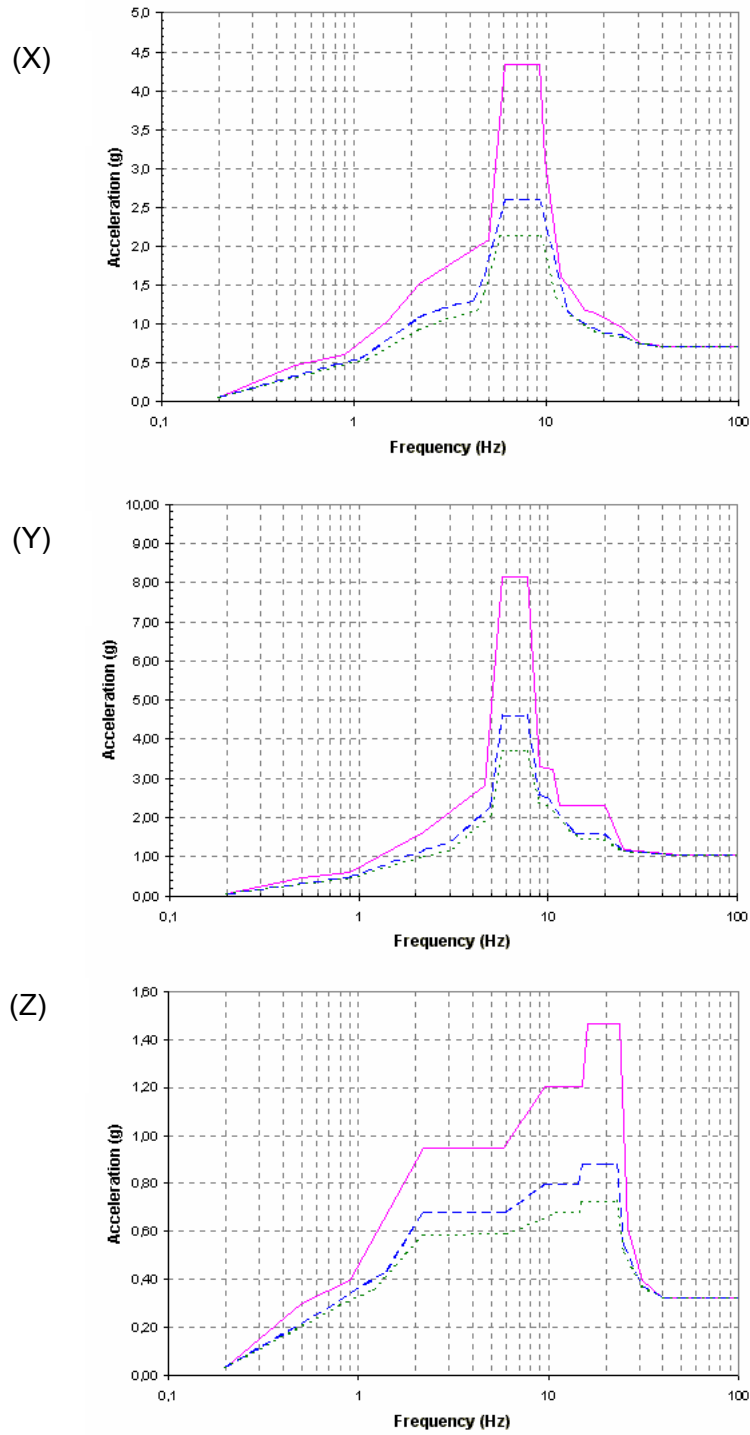 (X)
Acceleration (g)
5,0
4,5
4,0
3,5
3,0
2,5
2,0
1,5
1,0
0,5
0,0
0,1 1 10 100
Frequency (Hz)
(Y)
Acceleration (g)
10,00
9,00
8,00
7,00
6,00
5,00
4,00
3,00
2,00
1,00
0,00
0,1 1 10 100
Frequency (Hz)
(Z)
Acceleration (g)
1,60
1,40
1,20
1,00
0,80
0,60
0,40
0,20
0,00
0,1 1 10 100
Frequency (Hz)